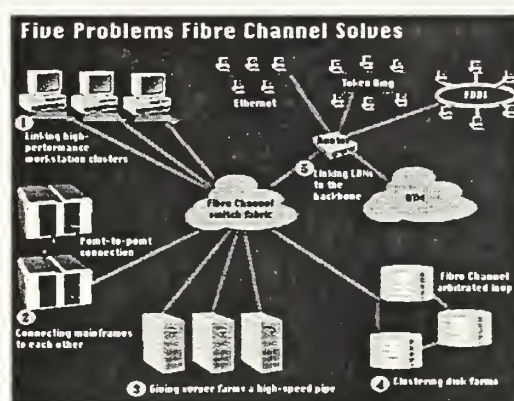 Five Problems Fibre Channel Solves
Ethernet
Token Ring
FDDI
1
Linking high-
performance
workstation clusters
Router
5 Linking LANs
to the
backbone
Fibre Channel
switch fabric
Point-to-point
connection
Fibre Channel
arbitrated loop
2
Connecting mainframes
to each other
3 Giving server farms a high-speed pipe
4 Clustering disk farms